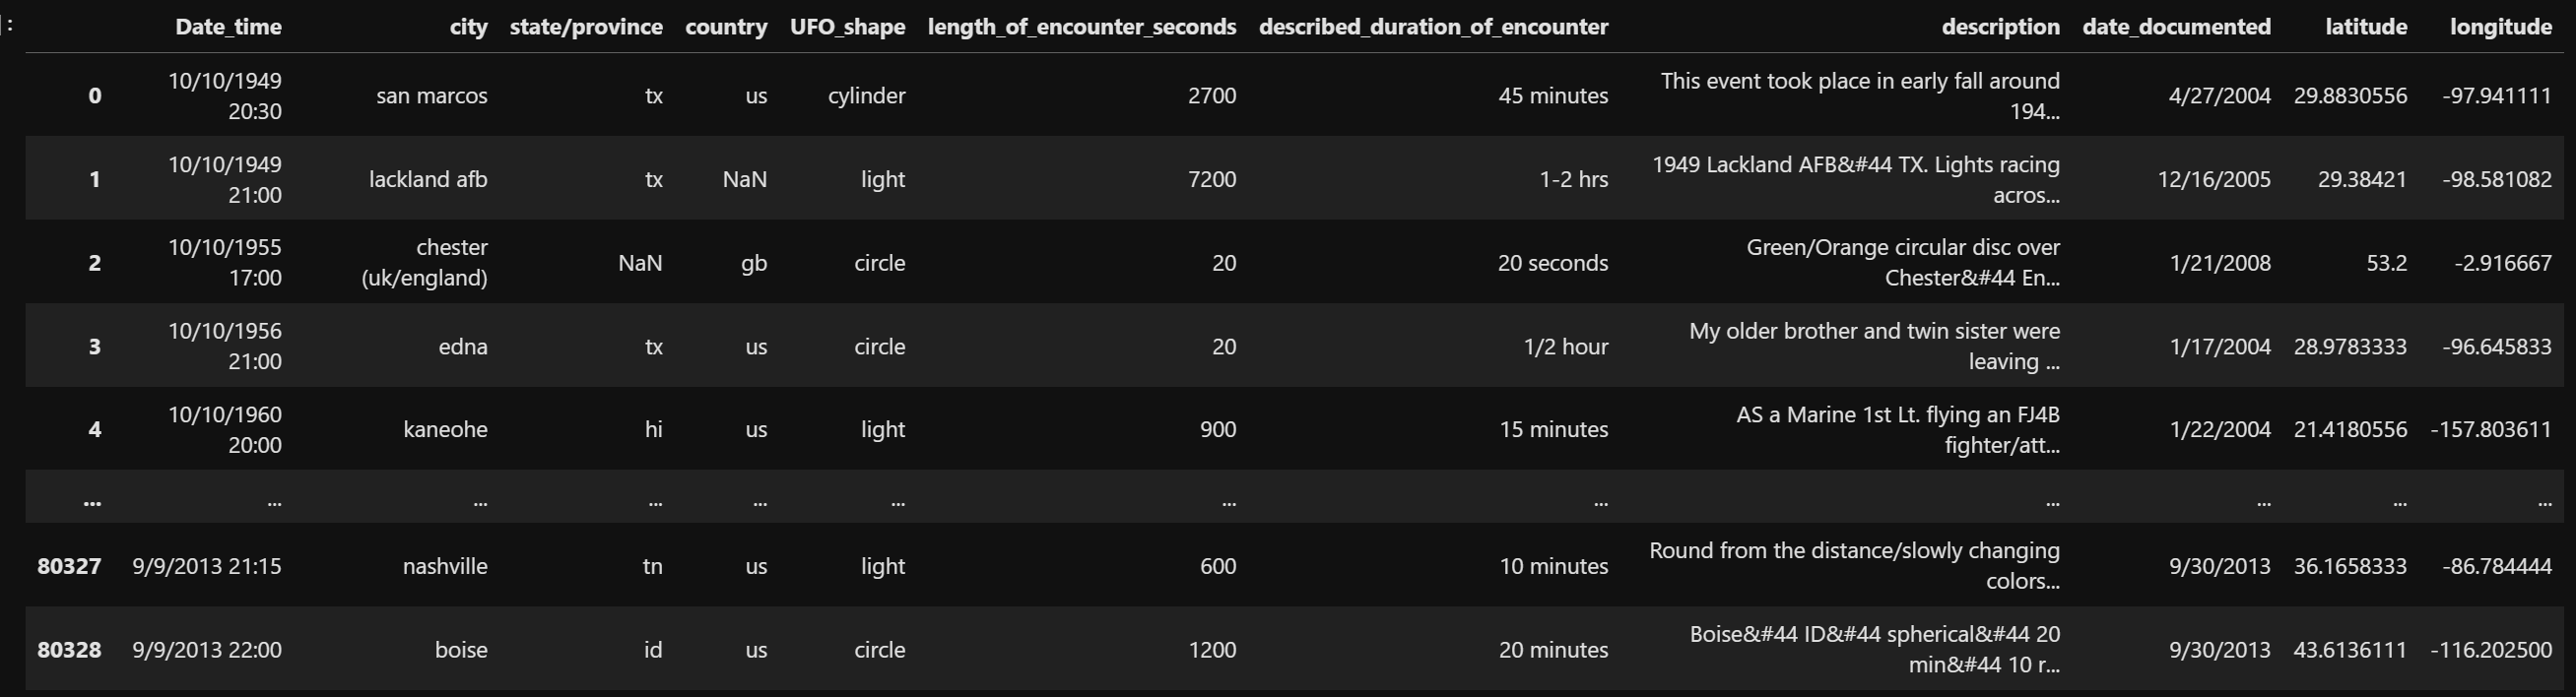 ]:
Date_time city state/province country UFO_shape length_of_encounter_seconds described_duration_of_encounter description date_documented latitude longitude
0 10/10/1949 20:30 san marcos tx us cylinder 2700 45 minutes This event took place in early fall around 194... 4/27/2004 29.8830556 -97.941111
1 10/10/1949 21:00 lackland afb tx NaN light 7200 1-2 hrs 1949 Lackland AFB&#44 TX. Lights racing acros... 12/16/2005 29.38421 -98.581082
2 10/10/1955 17:00 chester (uk/england) NaN gb circle 20 20 seconds Green/Orange circular disc over Chester&#44 En... 1/21/2008 53.2 -2.916667
3 10/10/1956 21:00 edna tx us circle 20 1/2 hour My older brother and twin sister were leaving ... 1/17/2004 28.9783333 -96.645833
4 10/10/1960 20:00 kaneohe hi us light 900 15 minutes AS a Marine 1st Lt. flying an FJ4B fighter/att... 1/22/2004 21.4180556 -157.803611
... ... ... ... ... ... ... ... ... ... ... ...
80327 9/9/2013 21:15 nashville tn us light 600 10 minutes Round from the distance/slowly changing colors... 9/30/2013 36.1658333 -86.784444
80328 9/9/2013 22:00 boise id us circle 1200 20 minutes Boise&#44 ID&#44 spherical&#44 20 min&#44 10 r... 9/30/2013 43.6136111 -116.202500